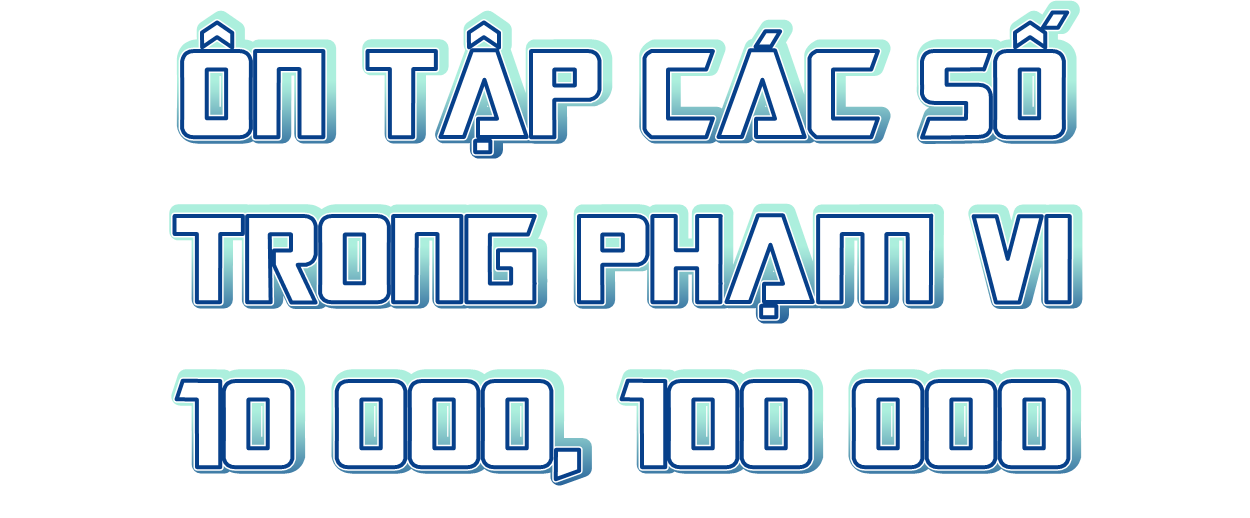 ÔN TẬP CÁC SỐ
TRONG PHẠM VI
10 000, 100 000